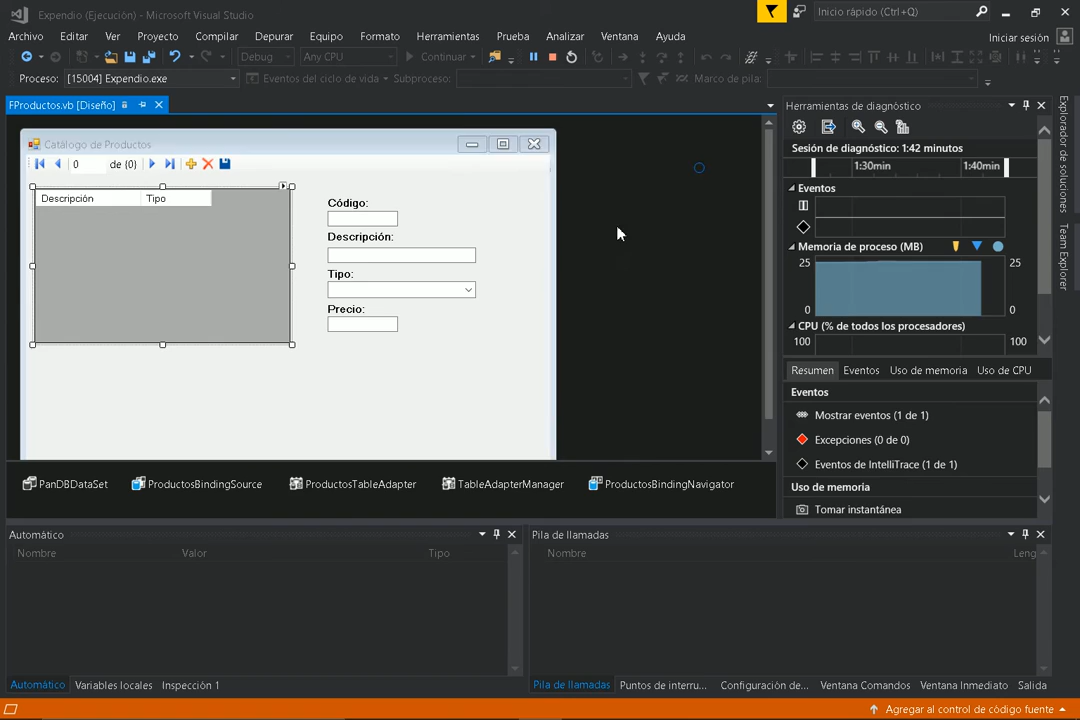 Expendio (Ejecución) - Microsoft Visual Studio
Inicio rápido (Ctrl+Q)
Archivo Editar Ver Proyecto Compilar Depurar Equipo Formato Herramientas Prueba Analizar Ventana Ayuda
Iniciar sesión
Debug Any CPU Continuar
Proceso: [15004] Expendio.exe Eventos del ciclo de vida Subproceso: Marco de pila:
FProductos.vb [Diseño]
Catálogo de Productos
0 de {0}
Descripción Tipo
Código:
Descripción:
Tipo:
Precio:
PanDBDataSet ProductosBindingSource ProductosTableAdapter TableAdapterManager ProductosBindingNavigator
Herramientas de diagnóstico
Sesión de diagnóstico: 1:42 minutos
1:30min 1:40min
Eventos
Memoria de proceso (MB)
25 25
0 0
CPU (% de todos los procesadores)
100 100
Resumen Eventos Uso de memoria Uso de CPU
Eventos
Mostrar eventos (1 de 1)
Excepciones (0 de 0)
Eventos de IntelliTrace (1 de 1)
Uso de memoria
Tomar instantánea
Explorador de soluciones
Team Explorer
Automático
Nombre Valor Tipo
Automático Variables locales Inspección 1
Pila de llamadas
Nombre Leng
Pila de llamadas Puntos de interru... Configuración de... Ventana Comandos Ventana Inmediato Salida
Agregar al control de código fuente